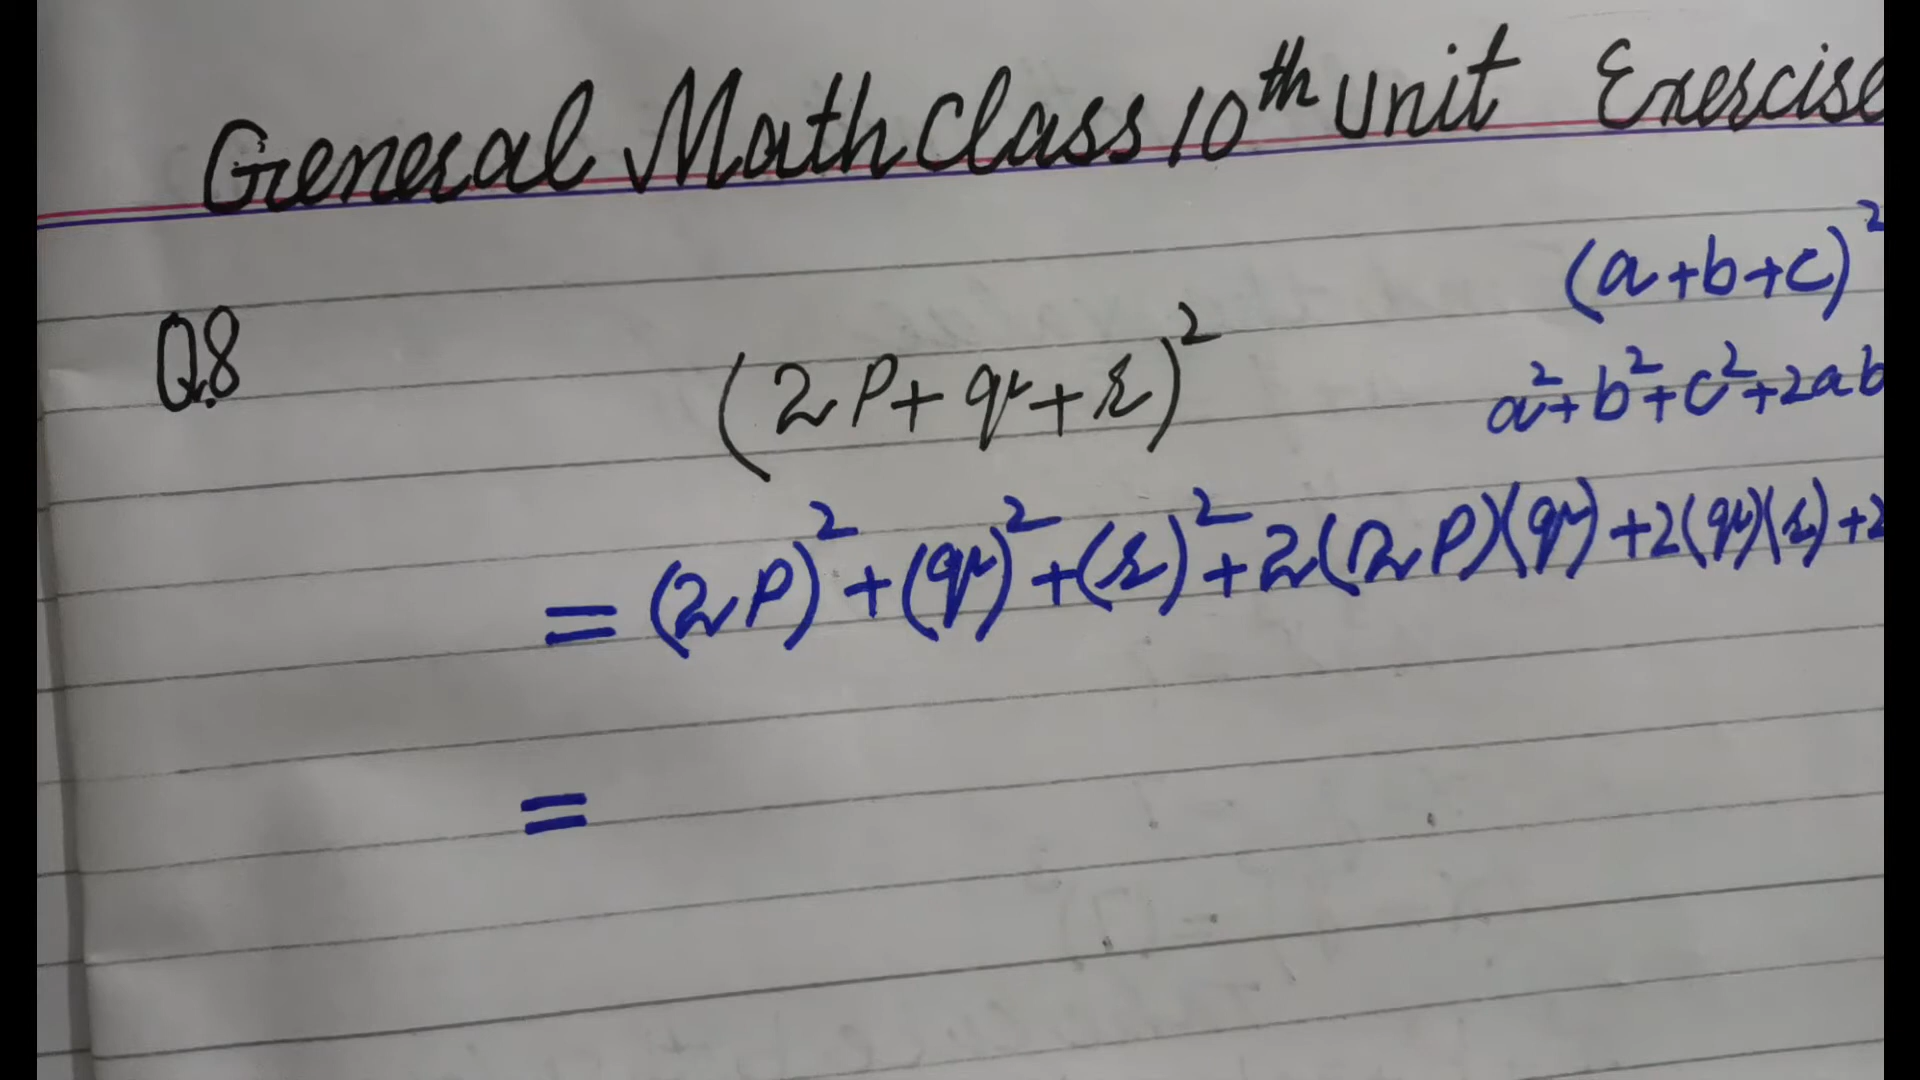 General Math Class 10th Unit Exercise
(a+b+c)²
Q.8
(2P+q+r)²
a²+b²+c²+2ab
= (2P)²+(q)²+(r)²+2(2P)(q)+2(q)(r)+2
=